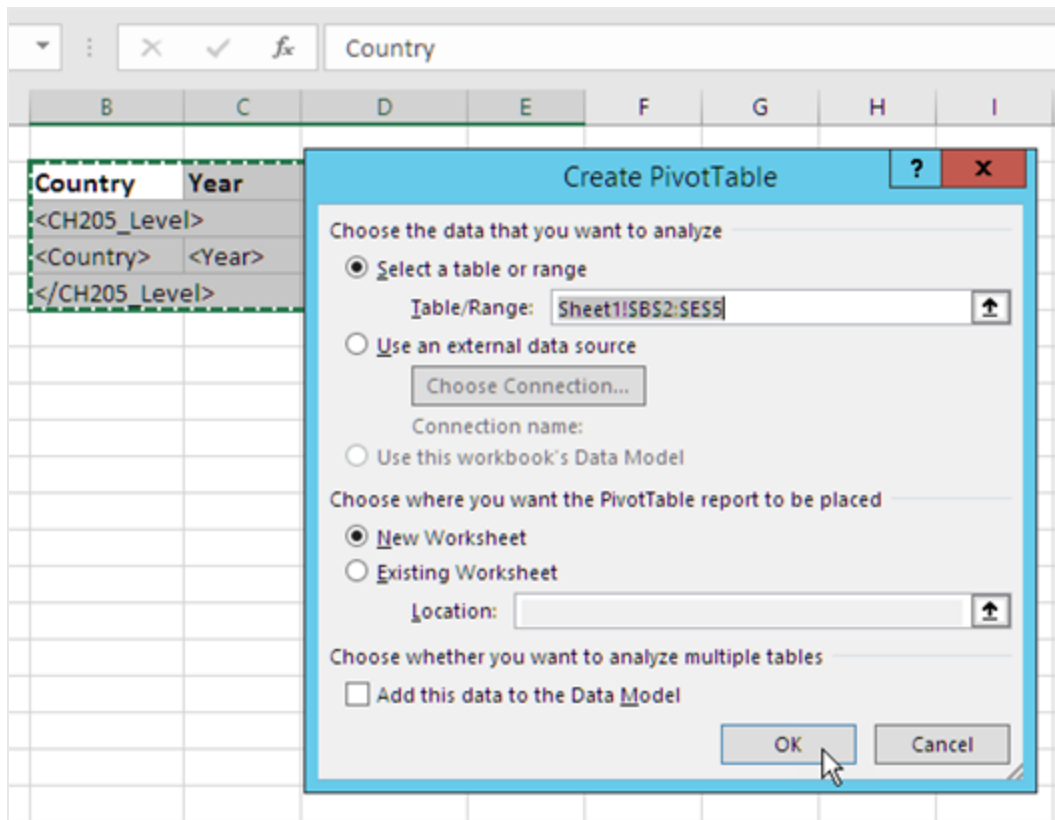 fx Country
B C D E F G H I
Country Year
<CH205_Level>
<Country> <Year>
</CH205_Level>
Create PivotTable ? X
Choose the data that you want to analyze
Select a table or range
Table/Range: Sheet1!$B$2:$E$5
Use an external data source
Choose Connection...
Connection name:
Use this workbook's Data Model
Choose where you want the PivotTable report to be placed
New Worksheet
Existing Worksheet
Location:
Choose whether you want to analyze multiple tables
Add this data to the Data Model
OK Cancel